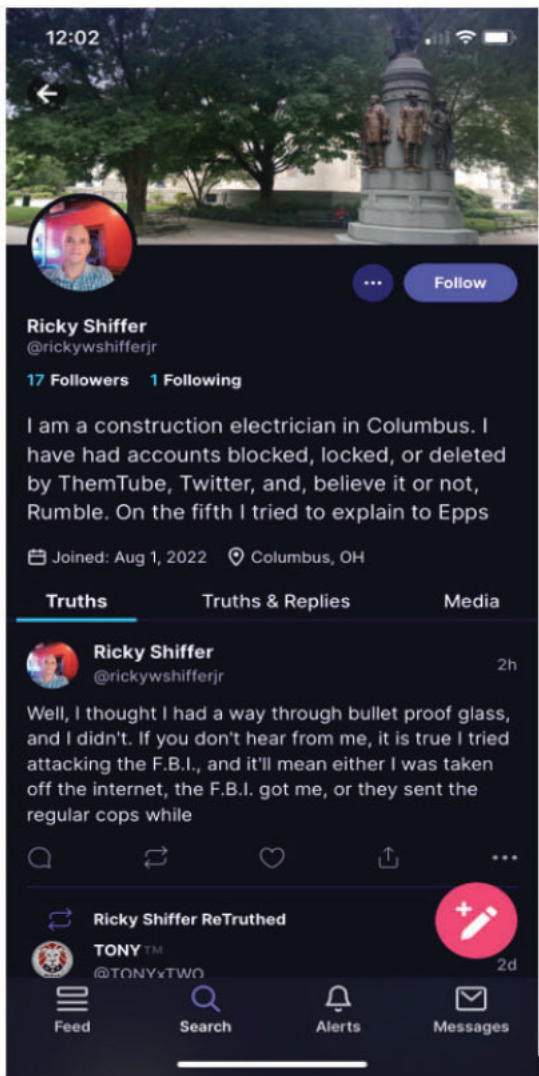 12:02
Follow
Ricky Shiffer
@rickywshifferjr
17 Followers 1 Following
I am a construction electrician in Columbus. I
have had accounts blocked, locked, or deleted
by ThemTube, Twitter, and, believe it or not,
Rumble. On the fifth I tried to explain to Epps
Joined: Aug 1, 2022 Columbus, OH
Truths Truths & Replies Media
Ricky Shiffer
@rickywshifferjr 2h
Well, I thought I had a way through bullet proof glass,
and I didn't. If you don't hear from me, it is true I tried
attacking the F.B.I., and it'll mean either I was taken
off the internet, the F.B.I. got me, or they sent the
regular cops while
Ricky Shiffer ReTruthed
TONY TM
@TONYxTWO 2d
Feed Search Alerts Messages